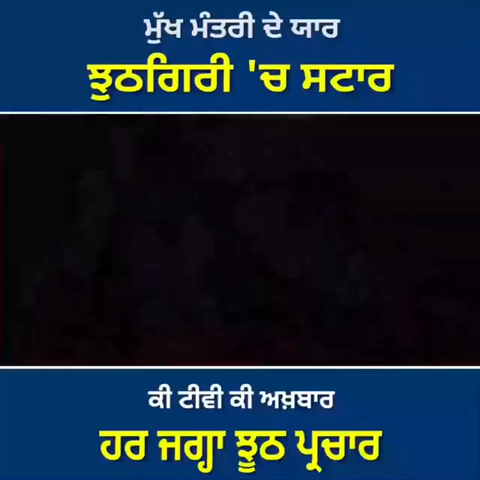 ਮੁੱਖ ਮੰਤਰੀ ਦੇ ਯਾਰ
ਝੁਠਗਿਰੀ 'ਚ ਸਟਾਰ
ਕੀ ਟੀਵੀ ਕੀ ਅਖ਼ਬਾਰ
ਹਰ ਜਗ੍ਹਾ ਝੂਠ ਪ੍ਰਚਾਰ